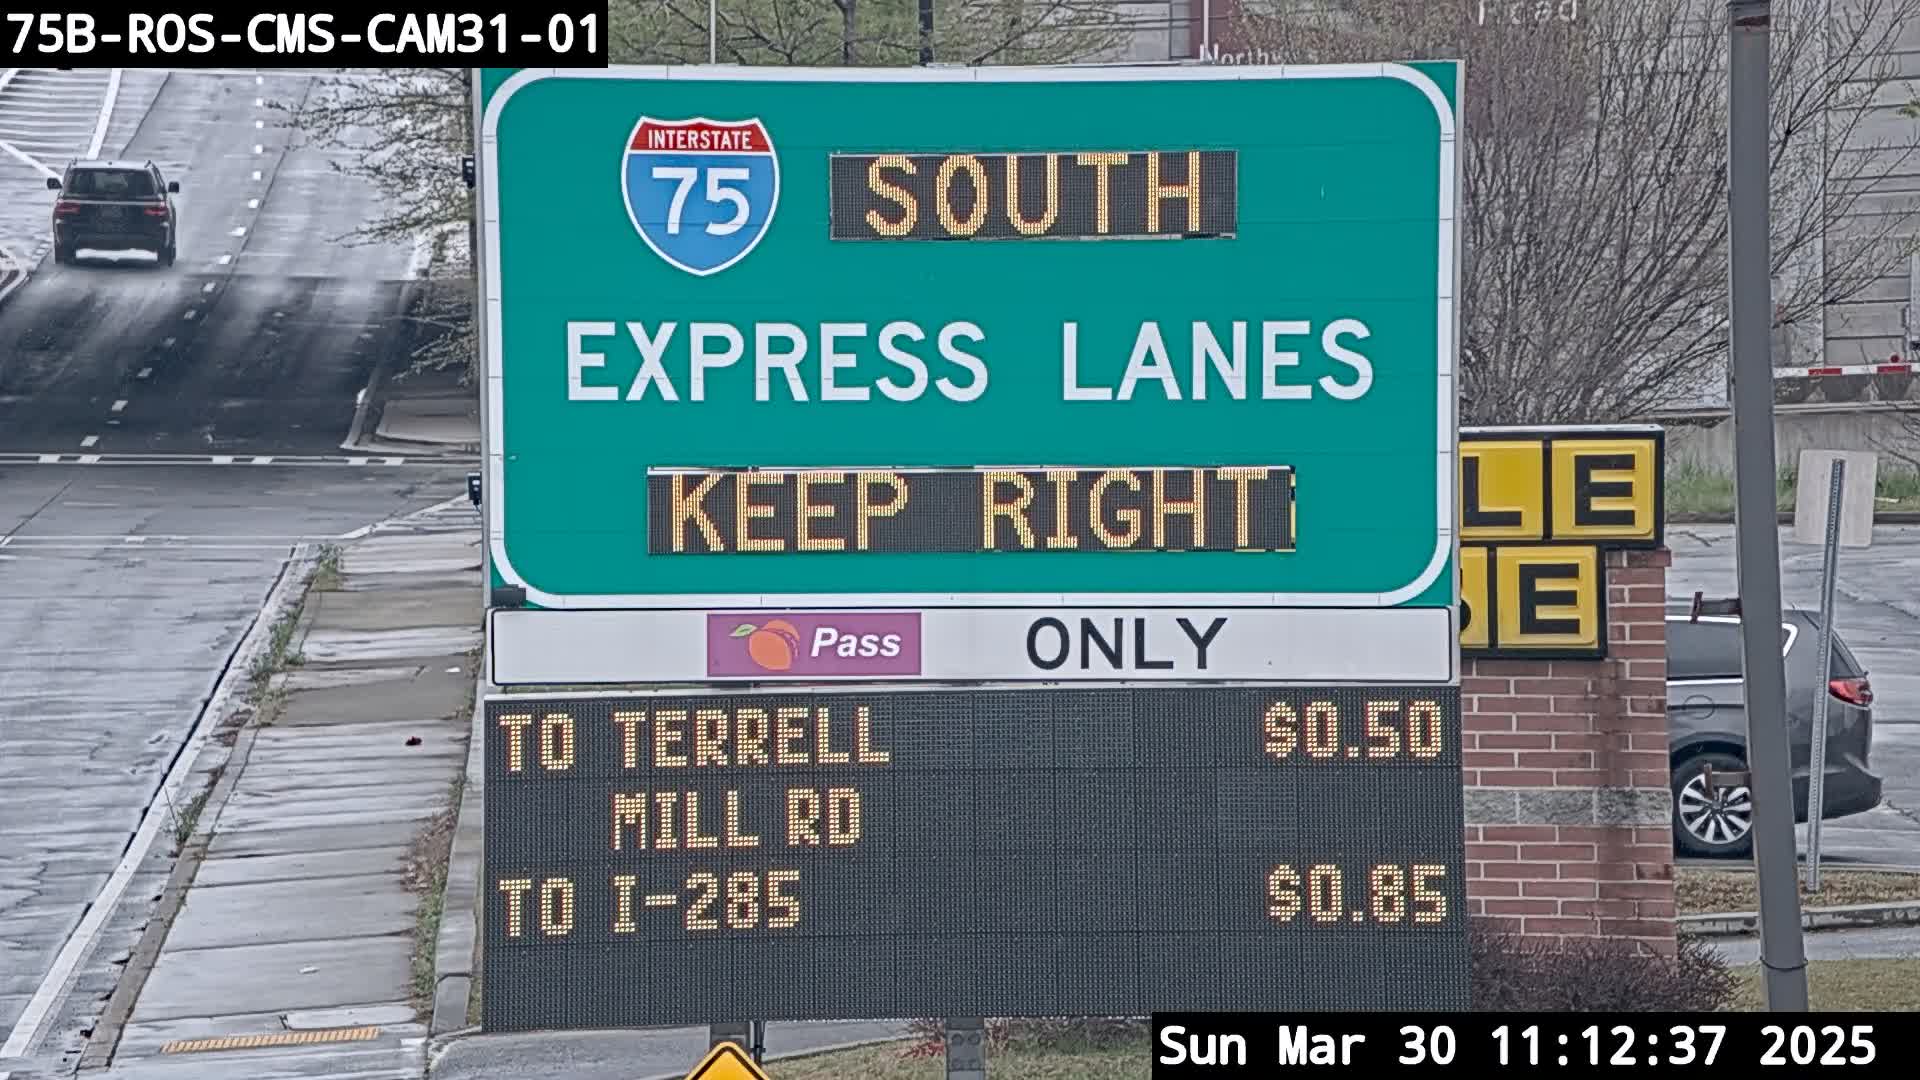 75B-ROS-CMS-CAM31-01
Road
INTERSTATE
75
SOUTH
EXPRESS LANES
KEEP RIGHT
LE
E
Pass ONLY
TO TERRELL $0.50
MILL RD
TO I-285 $0.85
Sun Mar 30 11:12:37 2025